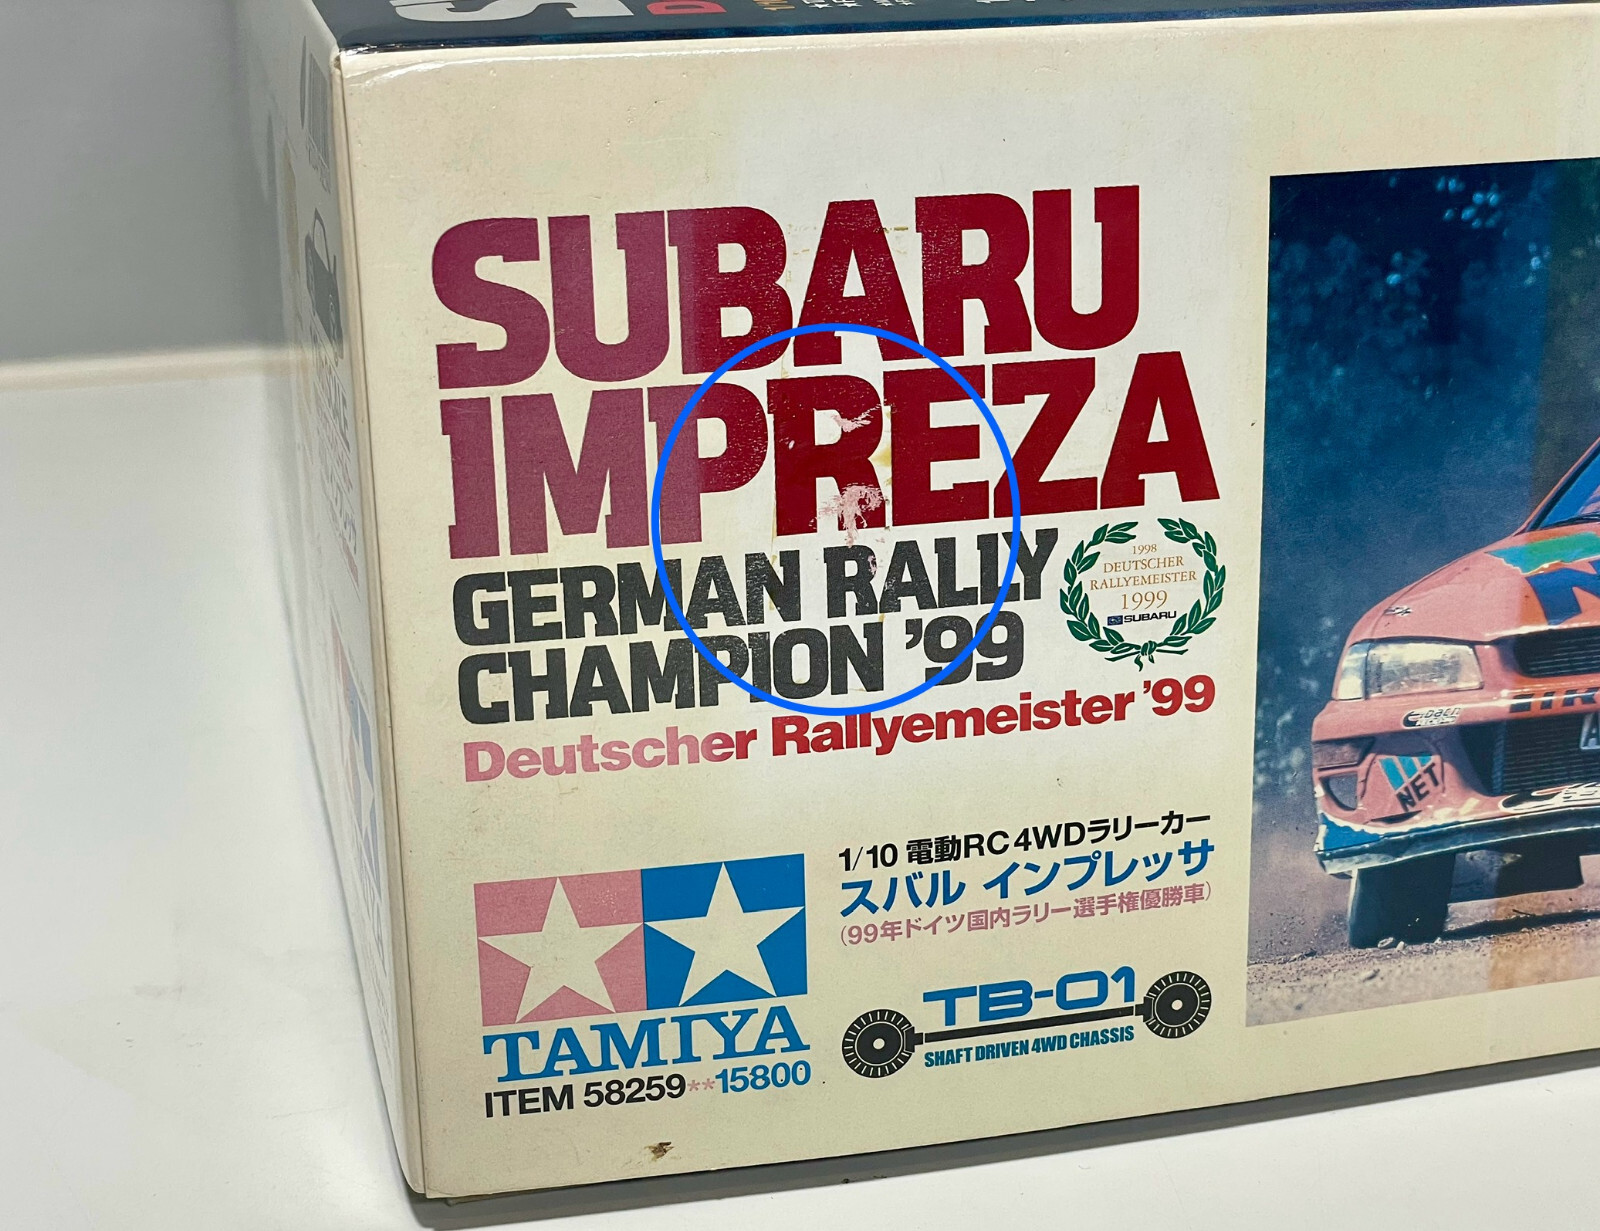 SUBARU
IMPREZA
GERMAN RALLY
CHAMPION '99
Deutscher Rallyemeister '99
1998
DEUTSCHER
RALLYEMEISTER
1999
SUBARU
1/10 電動RC 4WDラリーカー
スバル インプレッサ
(99年ドイツ国内ラリー選手権優勝車)
TAMIYA
ITEM 58259**15800
TB-01
SHAFT DRIVEN 4WD CHASSIS
NET